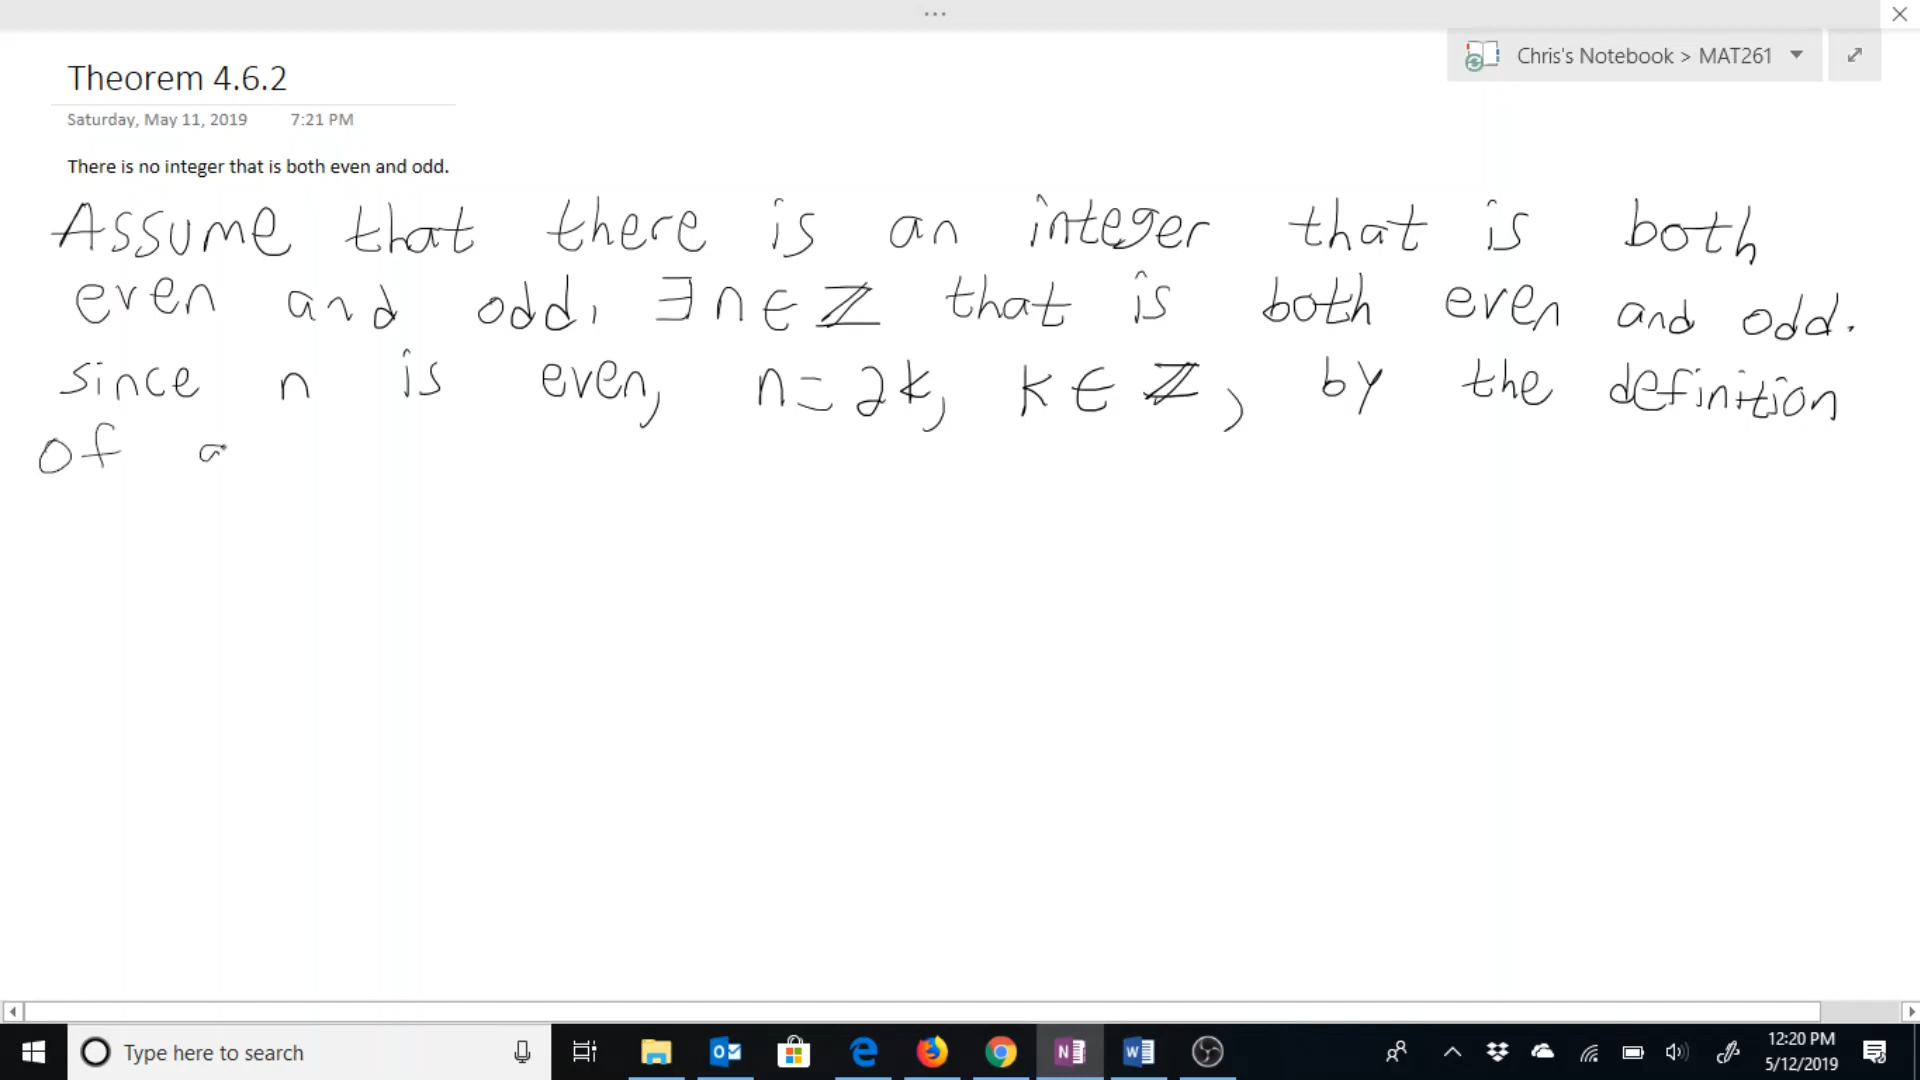 Chris's Notebook > MAT261
Theorem 4.6.2
Saturday, May 11, 2019 7:21 PM
There is no integer that is both even and odd.
Assume that there is an integer that is both
even and odd, ∃n∈ℤ that is both even and odd.
since n is even, n=2k, k∈ℤ, by the definition
of a
Type here to search
12:20 PM
5/12/2019